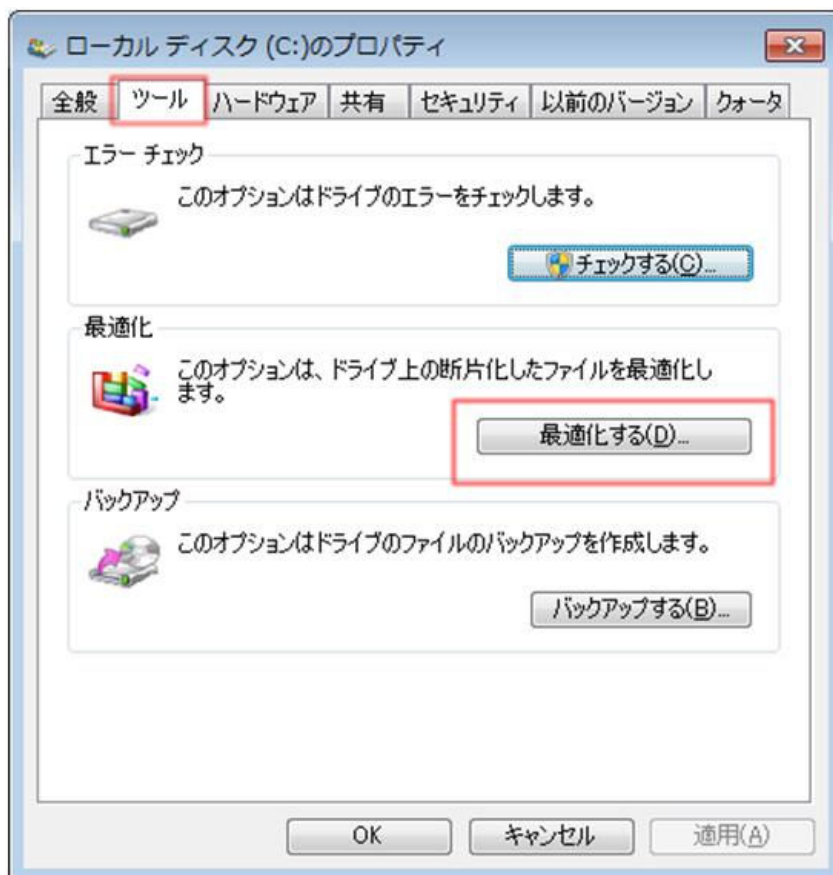 ローカル ディスク (C:)のプロパティ
全般 ツール ハードウェア 共有 セキュリティ 以前のバージョン クォータ
エラー チェック
このオプションはドライブのエラーをチェックします。
チェックする(C)...
最適化
このオプションは、ドライブ上の断片化したファイルを最適化し
ます。
最適化する(D)...
バックアップ
このオプションはドライブのファイルのバックアップを作成します。
バックアップする(B)...
OK キャンセル 適用(A)